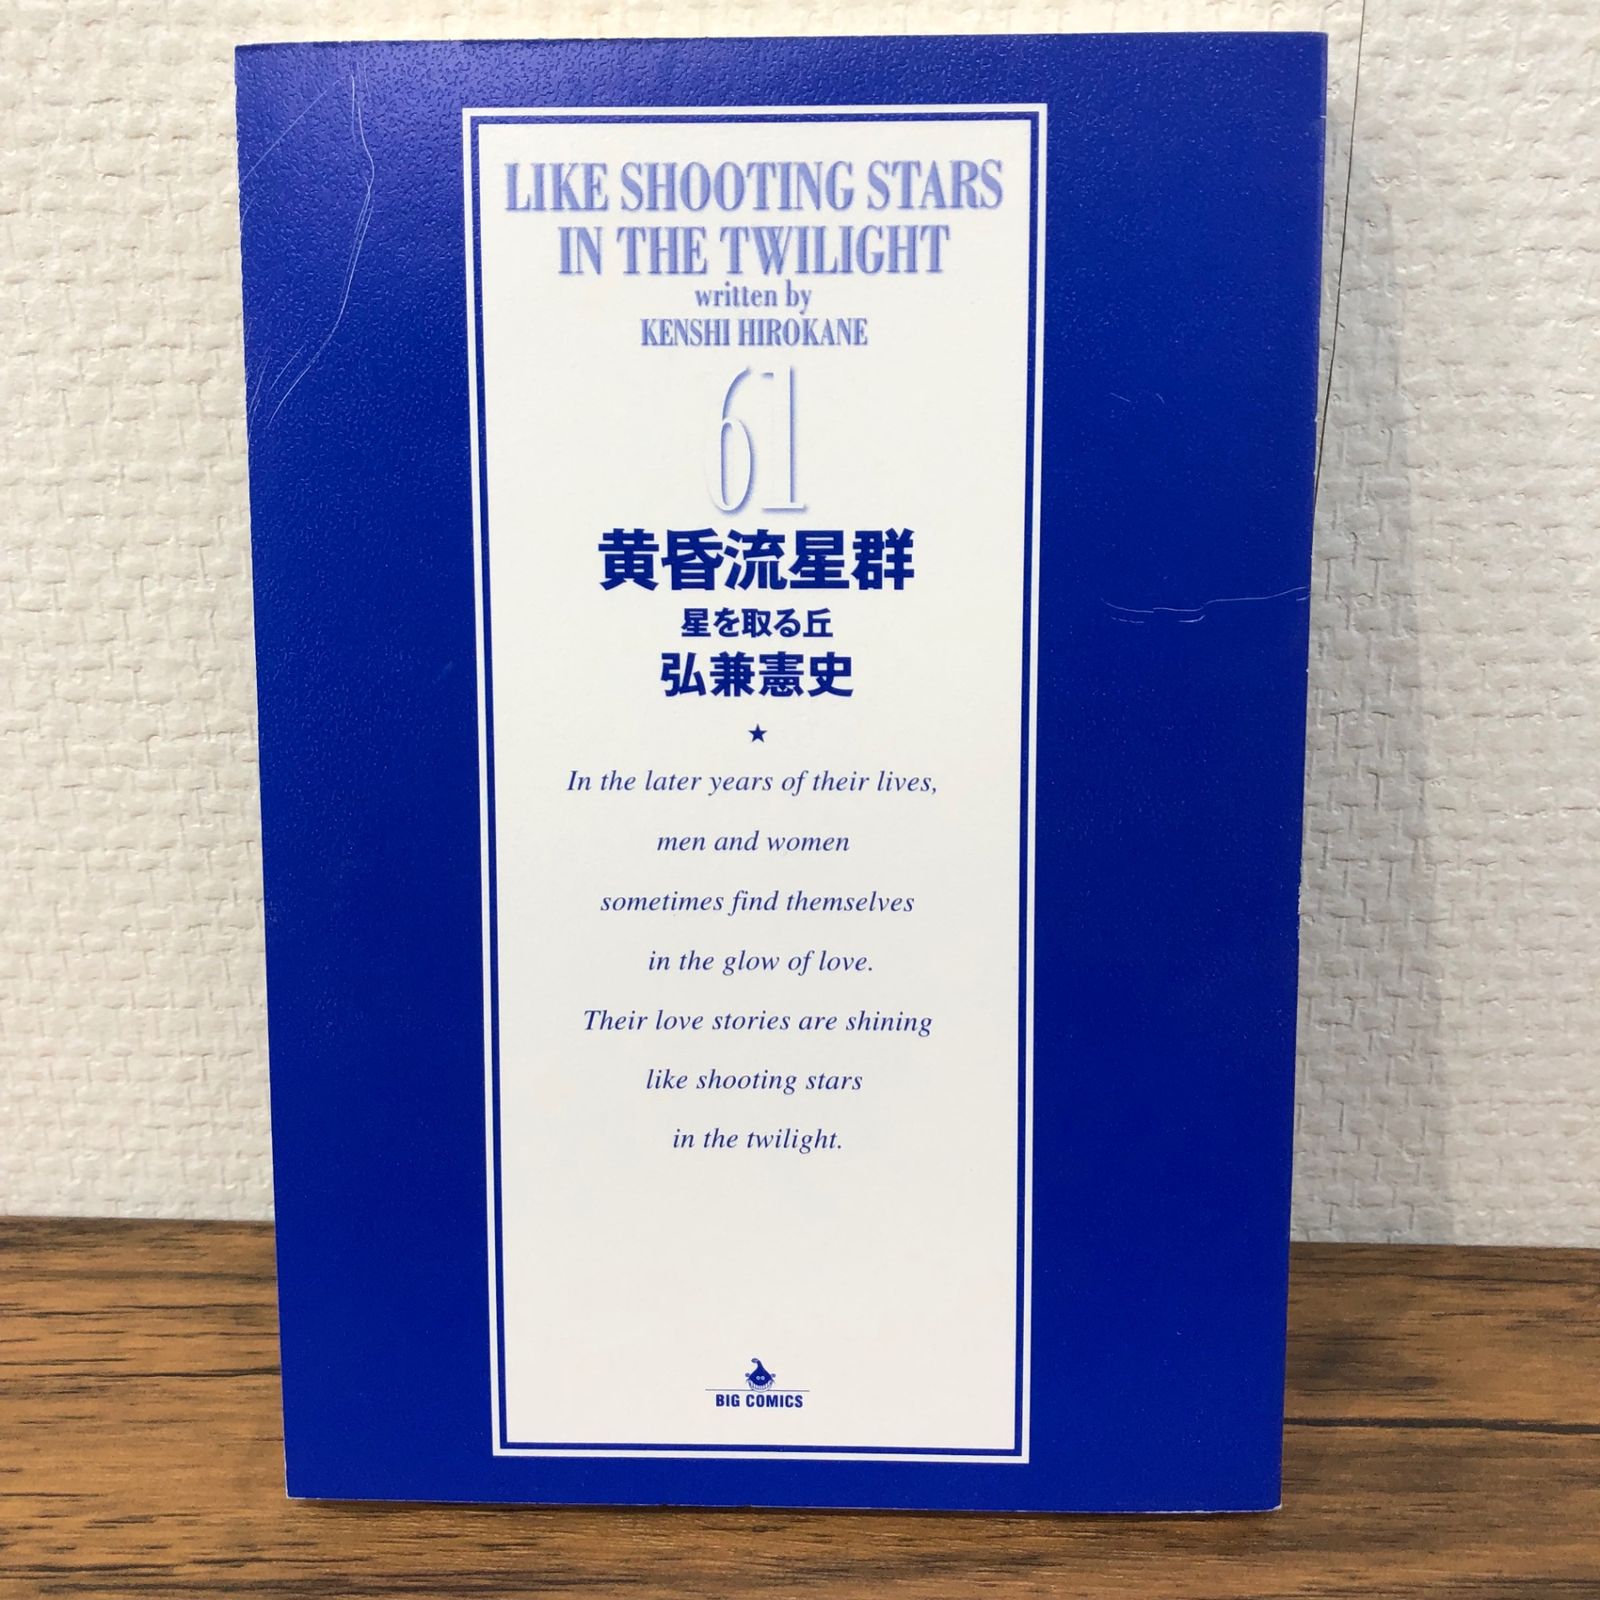 LIKE SHOOTING STARS
IN THE TWILIGHT
written by
KENSHI HIROKANE
61
黄昏流星群
星を取る丘
弘兼憲史
★
In the later years of their lives,
men and women
sometimes find themselves
in the glow of love.
Their love stories are shining
like shooting stars
in the twilight.
BIG COMICS